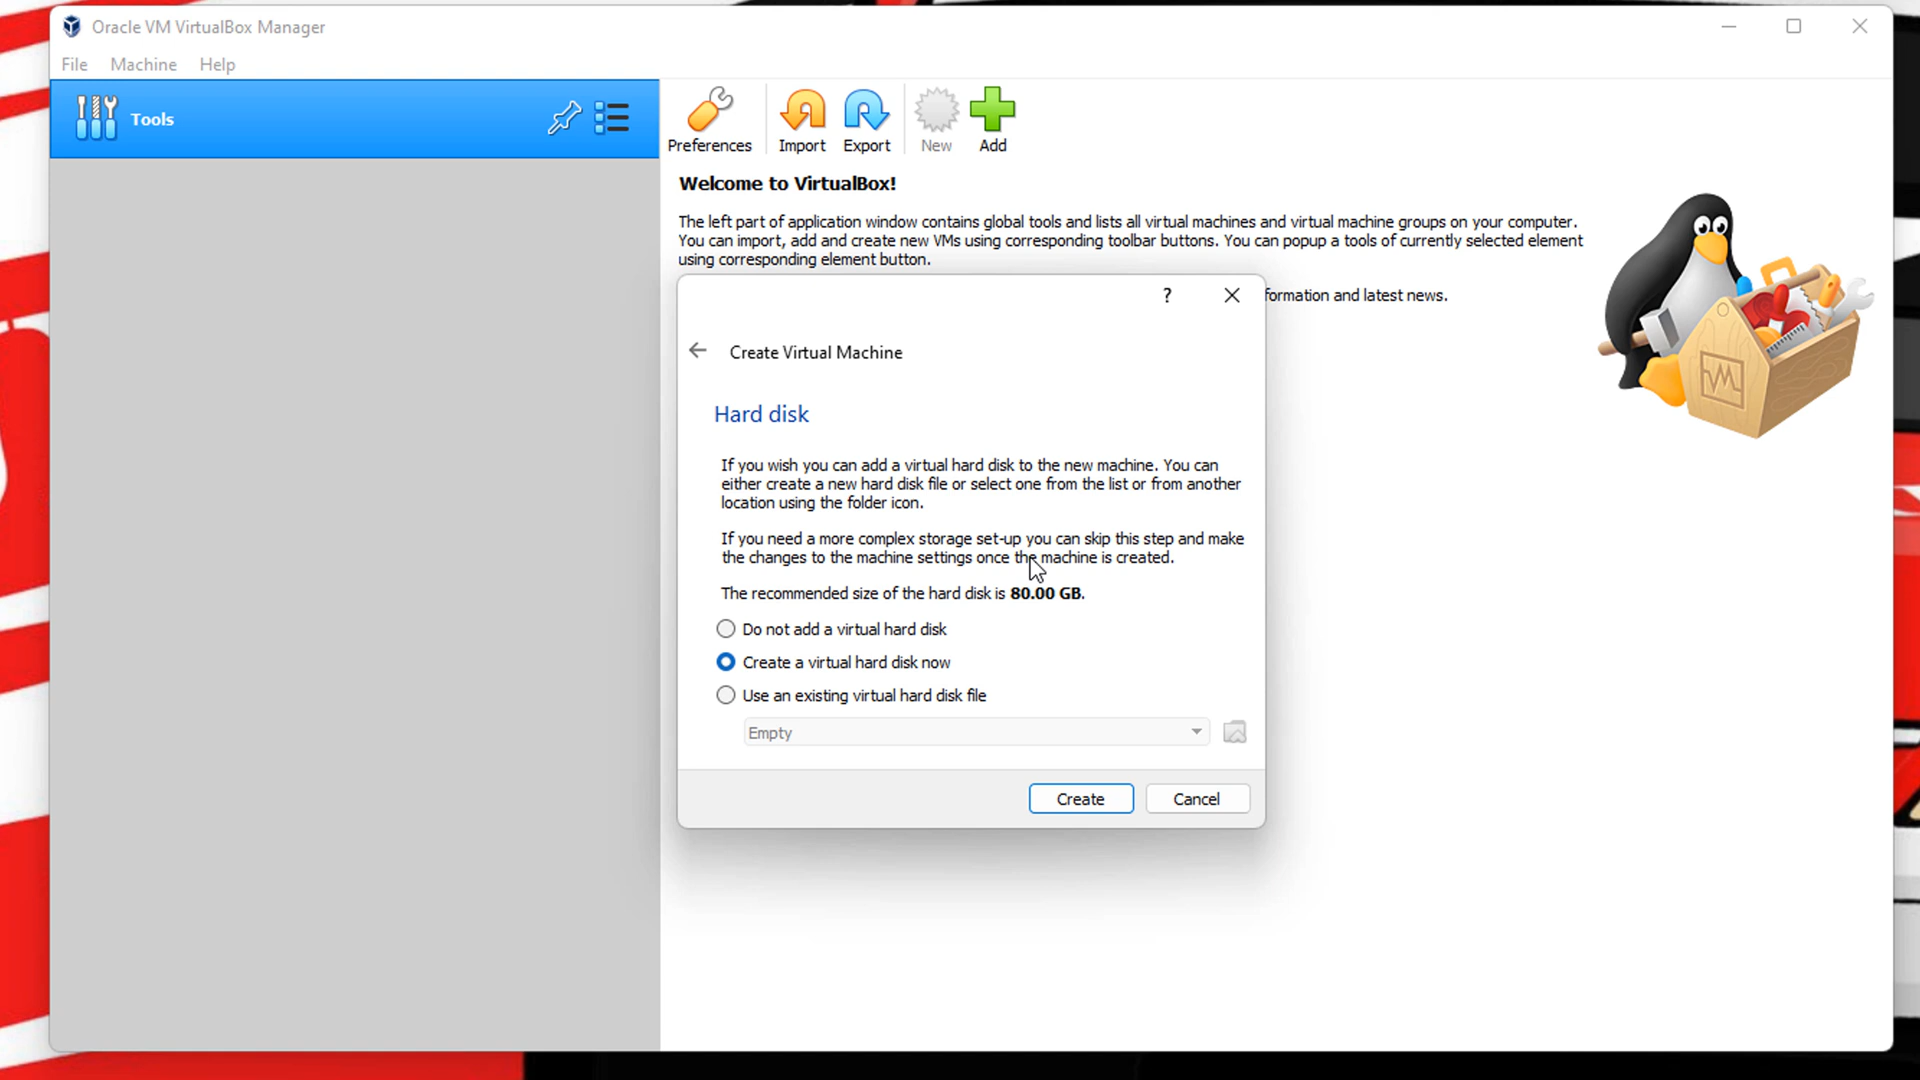 Oracle VM VirtualBox Manager
File Machine Help
Tools
Preferences Import Export New Add
Welcome to VirtualBox!
The left part of application window contains global tools and lists all virtual machines and virtual machine groups on your computer.
You can import, add and create new VMs using corresponding toolbar buttons. You can popup a tools of currently selected element
using corresponding element button.
formation and latest news.
?
Create Virtual Machine
Hard disk
If you wish you can add a virtual hard disk to the new machine. You can
either create a new hard disk file or select one from the list or from another
location using the folder icon.
If you need a more complex storage set-up you can skip this step and make
the changes to the machine settings once the machine is created.
The recommended size of the hard disk is 80.00 GB.
Do not add a virtual hard disk
Create a virtual hard disk now
Use an existing virtual hard disk file
Empty
Create Cancel